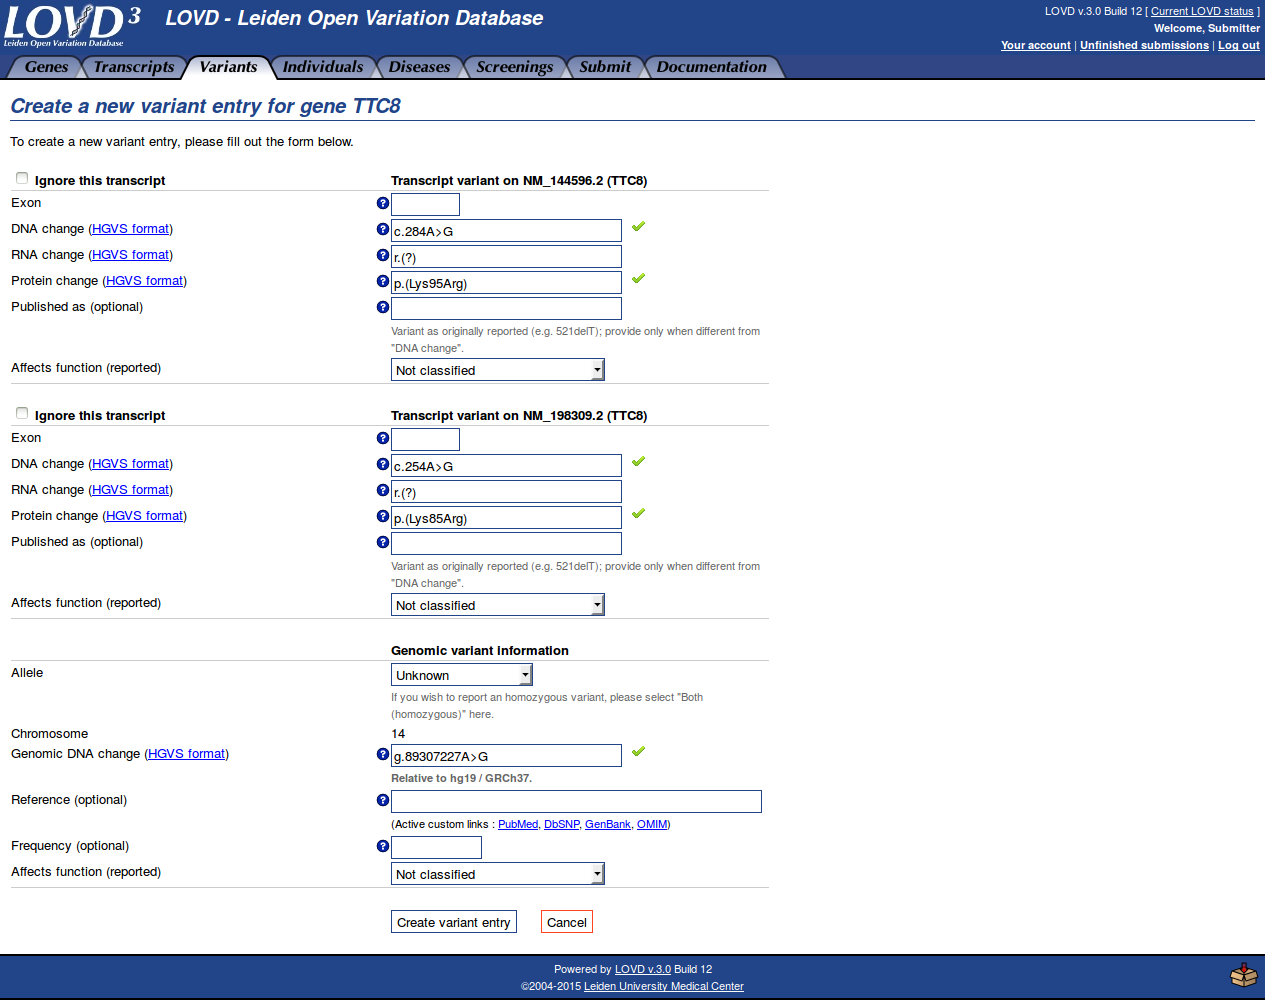 LOVD 3
Leiden Open Variation Database
LOVD - Leiden Open Variation Database
LOVD v.3.0 Build 12 [ Current LOVD status ]
Welcome, Submitter
Your account | Unfinished submissions | Log out
Genes Transcripts Variants Individuals Diseases Screenings Submit Documentation
Create a new variant entry for gene TTC8
To create a new variant entry, please fill out the form below.
Ignore this transcript Transcript variant on NM_144596.2 (TTC8)
Exon ?
DNA change (HGVS format) ? c.284A>G
RNA change (HGVS format) ? r.(?)
Protein change (HGVS format) ? p.(Lys95Arg)
Published as (optional) ?
Variant as originally reported (e.g. 521delT); provide only when different from
"DNA change".
Affects function (reported) Not classified
Ignore this transcript Transcript variant on NM_198309.2 (TTC8)
Exon ?
DNA change (HGVS format) ? c.254A>G
RNA change (HGVS format) ? r.(?)
Protein change (HGVS format) ? p.(Lys85Arg)
Published as (optional) ?
Variant as originally reported (e.g. 521delT); provide only when different from
"DNA change".
Affects function (reported) Not classified
Genomic variant information
Allele Unknown
If you wish to report an homozygous variant, please select "Both
(homozygous)" here.
Chromosome 14
Genomic DNA change (HGVS format) ? g.89307227A>G
Relative to hg19 / GRCh37.
Reference (optional) ?
(Active custom links : PubMed, DbSNP, GenBank, OMIM)
Frequency (optional) ?
Affects function (reported) Not classified
Create variant entry Cancel
Powered by LOVD v.3.0 Build 12
©2004-2015 Leiden University Medical Center